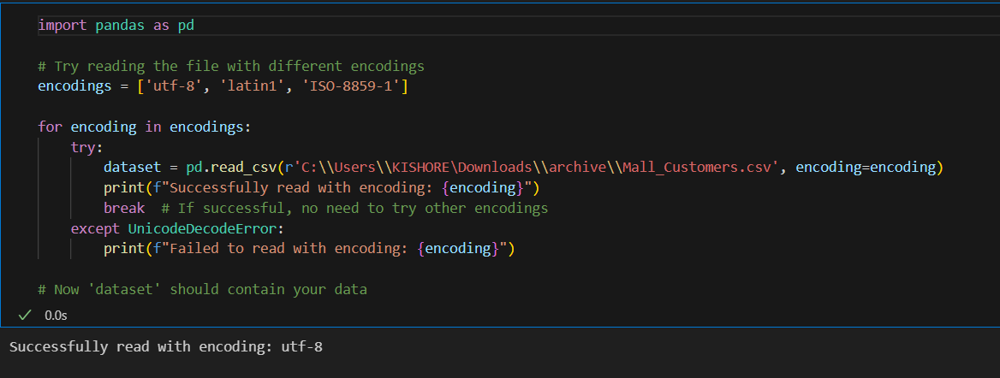 import pandas as pd
# Try reading the file with different encodings
encodings = ['utf-8', 'latin1', 'ISO-8859-1']
for encoding in encodings:
try:
dataset = pd.read_csv(r'C:\\Users\\KISHORE\Downloads\\archive\\Mall_Customers.csv', encoding=encoding)
print(f"Successfully read with encoding: {encoding}")
break  # If successful, no need to try other encodings
except UnicodeDecodeError:
print(f"Failed to read with encoding: {encoding}")
# Now 'dataset' should contain your data
0.0s
Successfully read with encoding: utf-8